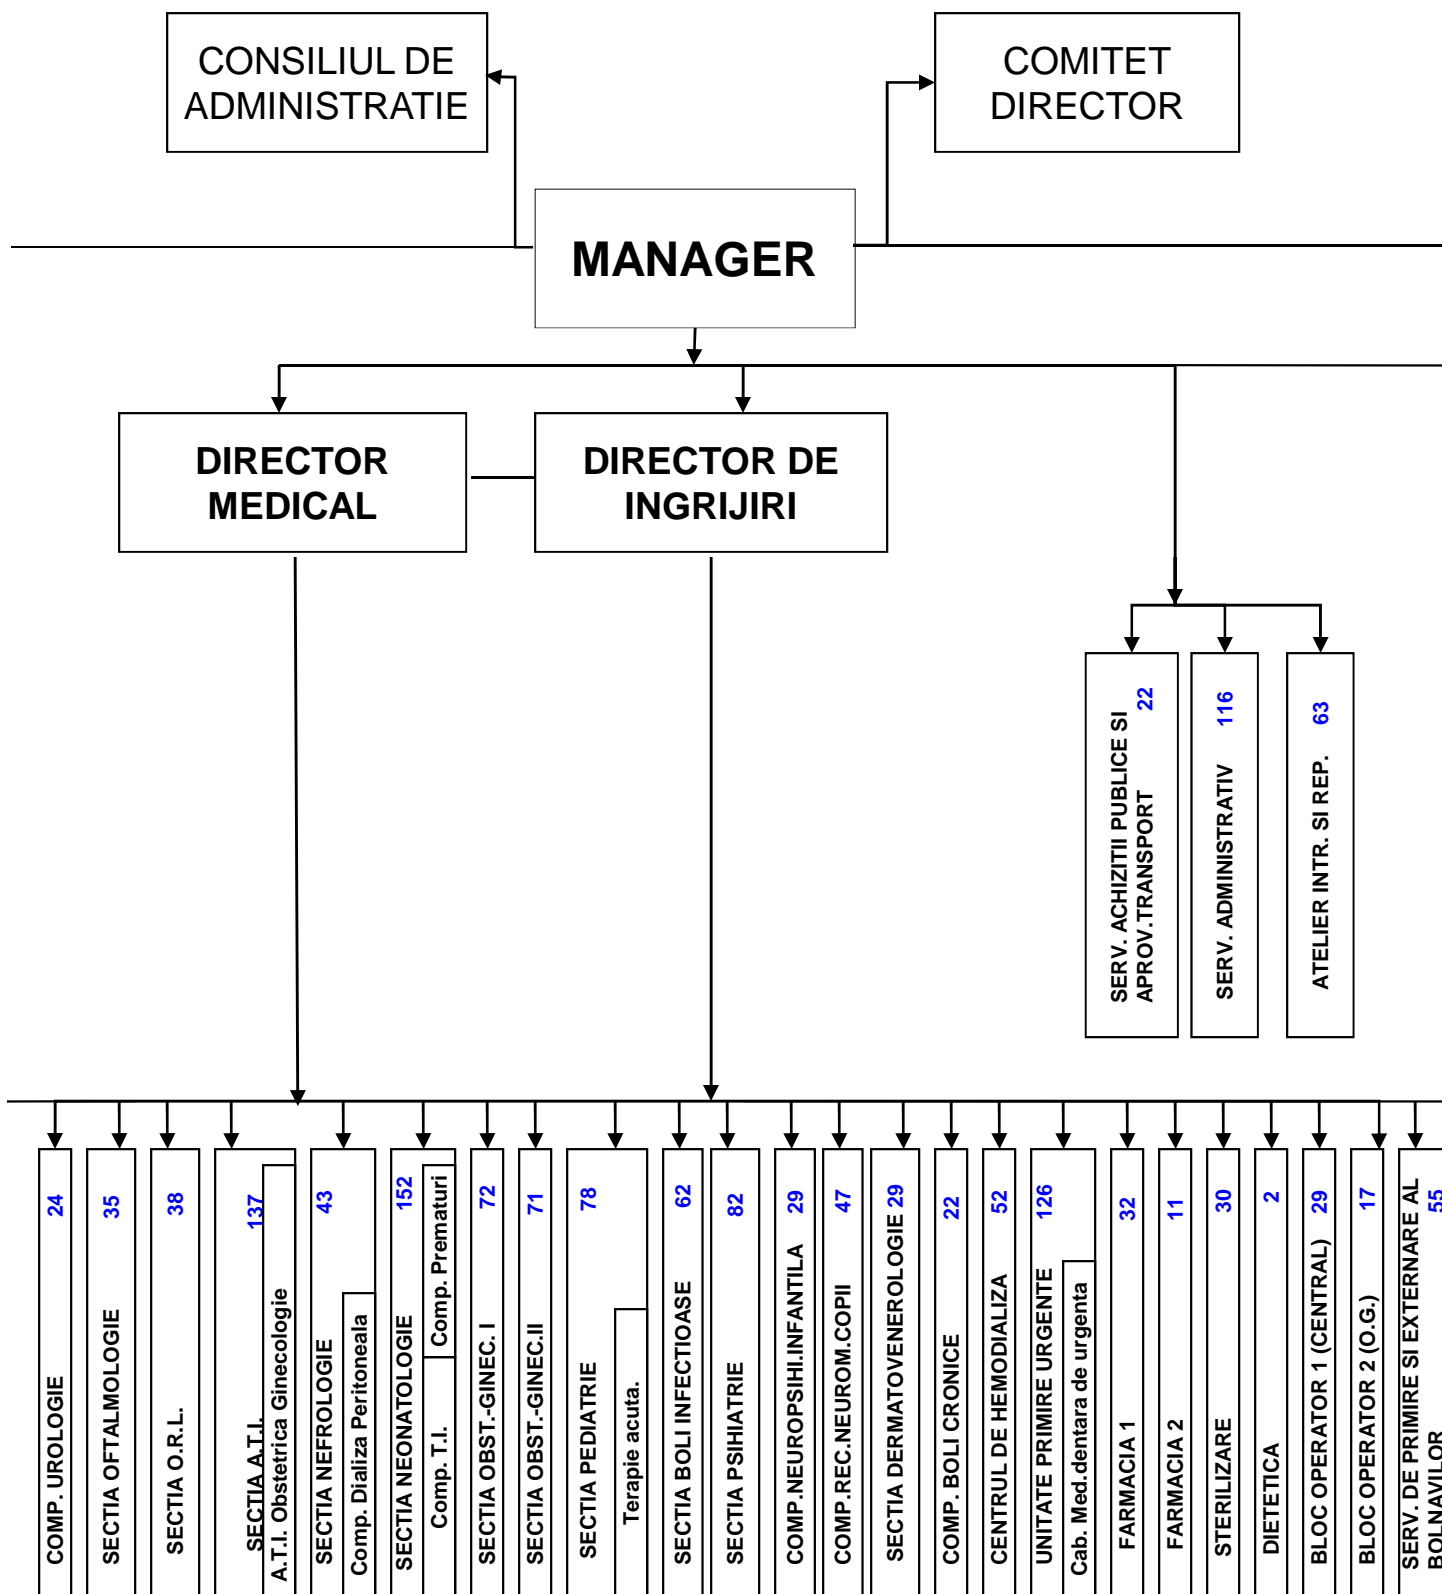 CONSILIUL DE
ADMINISTRATIE
COMITET
DIRECTOR
MANAGER
DIRECTOR
MEDICAL
DIRECTOR DE
INGRIJIRI
SERV. ACHIZITII PUBLICE SI
APROV.TRANSPORT 22
SERV. ADMINISTRATIV 116
ATELIER INTR. SI REP. 63
COMP. UROLOGIE 24
SECTIA OFTALMOLOGIE 35
SECTIA O.R.L. 38
SECTIA A.T.I. 137
A.T.I. Obstetrica Ginecologie
SECTIA NEFROLOGIE 43
Comp. Dializa Peritoneala
SECTIA NEONATOLOGIE 152
Comp. T.I.
Comp. Prematuri
SECTIA OBST.-GINEC. I 72
SECTIA OBST.-GINEC.II 71
SECTIA PEDIATRIE 78
Terapie acuta.
SECTIA BOLI INFECTIOASE 62
SECTIA PSIHIATRIE 82
COMP.NEUROPSIHI.INFANTILA 29
COMP.REC.NEUROM.COPII 47
SECTIA DERMATOVENEROLOGIE 29
COMP. BOLI CRONICE 22
CENTRUL DE HEMODIALIZA 52
UNITATE PRIMIRE URGENTE 126
Cab. Med.dentara de urgenta
FARMACIA 1 32
FARMACIA 2 11
STERILIZARE 30
DIETETICA 2
BLOC OPERATOR 1 (CENTRAL) 29
BLOC OPERATOR 2 (O.G.) 17
SERV. DE PRIMIRE SI EXTERNARE AL
BOLNAVILOR 55